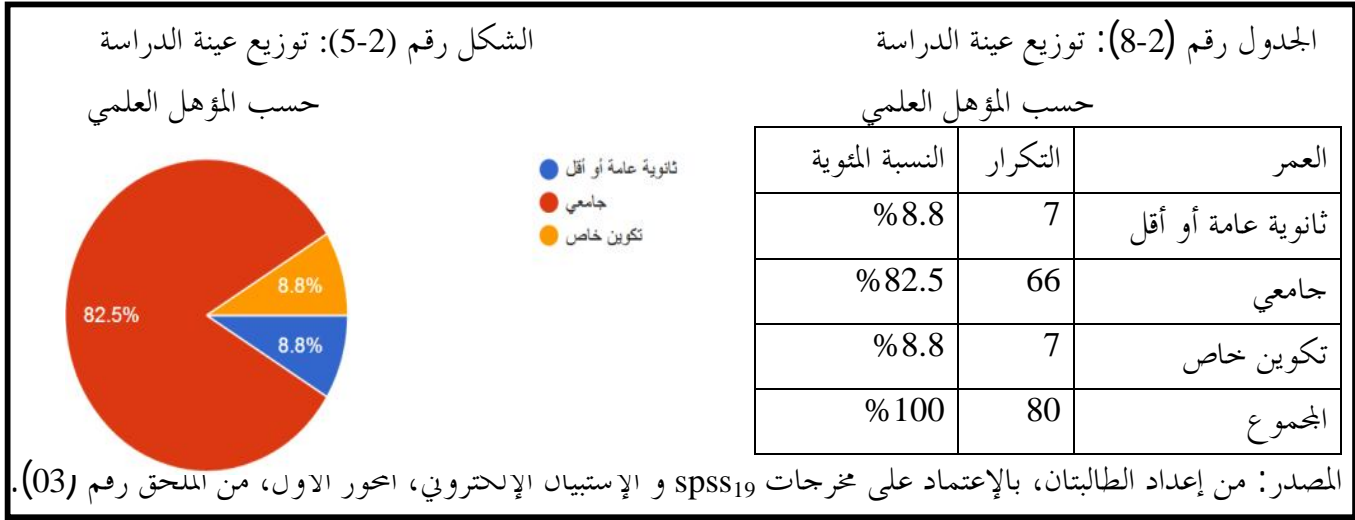 الجدول رقم (2-8): توزيع عينة الدراسة
حسب المؤهل العلمي
العمر التكرار النسبة المئوية
ثانوية عامة أو أقل 7 8.8%
جامعي 66 82.5%
تكوين خاص 7 8.8%
المجموع 80 100%
الشكل رقم (2-5): توزيع عينة الدراسة
حسب المؤهل العلمي
ثانوية عامة أو أقل
جامعي
تكوين خاص
8.8%
82.5%
8.8%
المصدر: من إعداد الطالبتان، بالإعتماد على مخرجات spss19 و الإستبيان الإلكتروني، المحور الاول، من الملحق رقم (03).